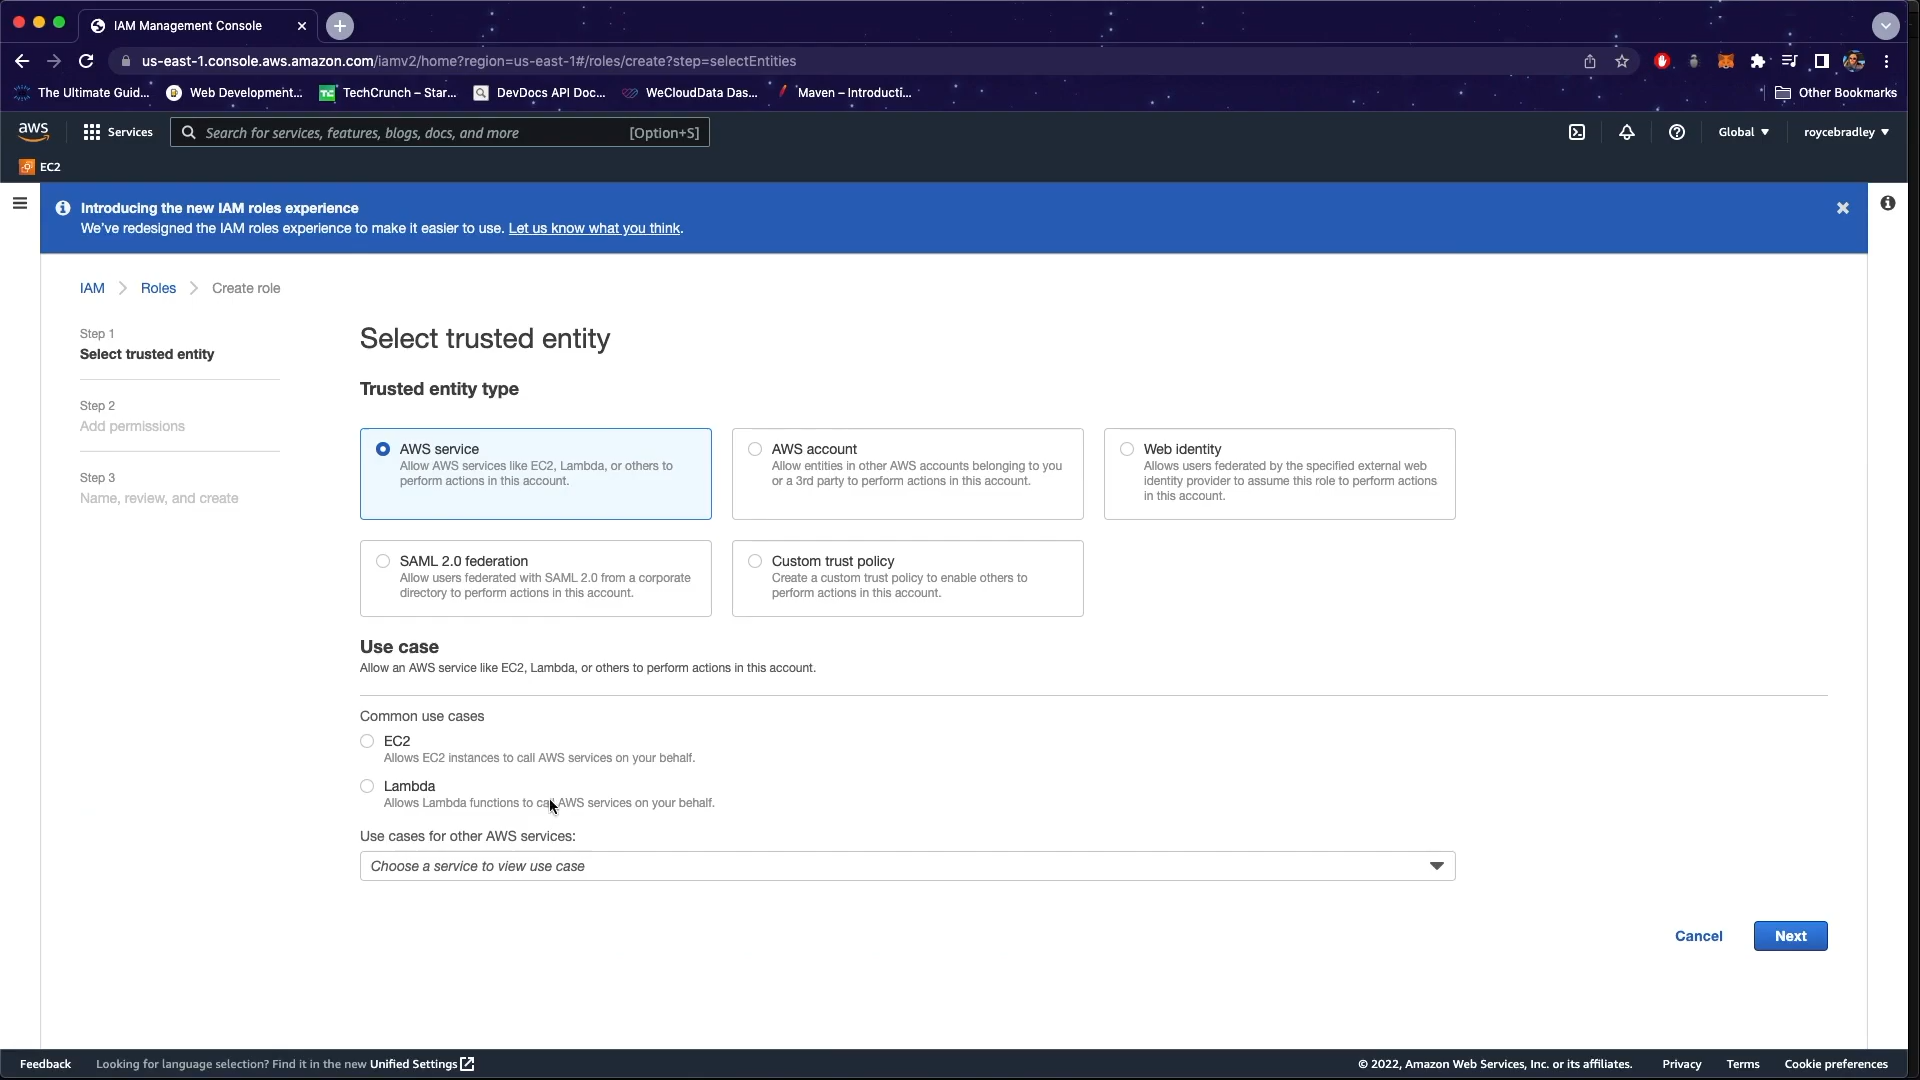 IAM Management Console
us-east-1.console.aws.amazon.com/iamv2/home?region=us-east-1#/roles/create?step=selectEntities
The Ultimate Guid...
Web Development...
TC
TechCrunch – Star...
DevDocs API Doc...
WeCloudData Das...
Maven – Introducti...
Other Bookmarks
aws
Services
Search for services, features, blogs, docs, and more
[Option+S]
Global
roycebradley
EC2
Introducing the new IAM roles experience
We've redesigned the IAM roles experience to make it easier to use. Let us know what you think.
IAM
Roles
Create role
Step 1
Select trusted entity
Step 2
Add permissions
Step 3
Name, review, and create
Select trusted entity
Trusted entity type
AWS service
Allow AWS services like EC2, Lambda, or others to
perform actions in this account.
AWS account
Allow entities in other AWS accounts belonging to you
or a 3rd party to perform actions in this account.
Web identity
Allows users federated by the specified external web
identity provider to assume this role to perform actions
in this account.
SAML 2.0 federation
Allow users federated with SAML 2.0 from a corporate
directory to perform actions in this account.
Custom trust policy
Create a custom trust policy to enable others to
perform actions in this account.
Use case
Allow an AWS service like EC2, Lambda, or others to perform actions in this account.
Common use cases
EC2
Allows EC2 instances to call AWS services on your behalf.
Lambda
Allows Lambda functions to call AWS services on your behalf.
Use cases for other AWS services:
Choose a service to view use case
Cancel
Next
Feedback
Looking for language selection? Find it in the new Unified Settings
© 2022, Amazon Web Services, Inc. or its affiliates.
Privacy
Terms
Cookie preferences